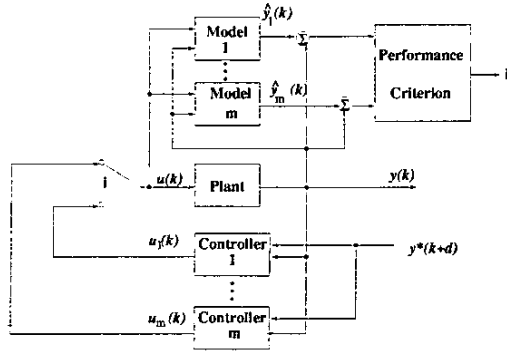 Model
1
ŷ₁(k)
Σ
Model
m
ŷₘ(k)
Σ
Performance
Criterion
i
i
u(k)
Plant
y(k)
u₁(k)
Controller
1
y*(k+d)
uₘ(k)
Controller
m